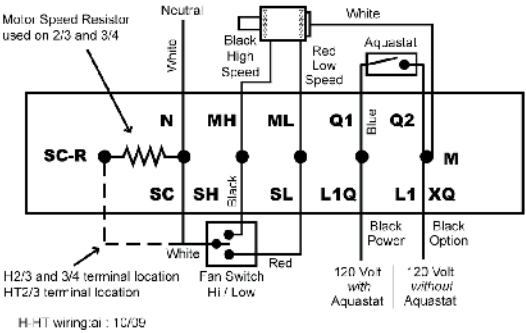 Motor Speed Resistor
used on 2/3 and 3/4
Neutral
White
Black
High
Speed
Red
Low
Speed
White
Aquastat
N
MH
ML
Q1
Blue
Q2
SC-R
M
SC
SH
Black
SL
L1Q
L1
XQ
White
Red
Black
Power
Black
Option
H2/3 and 3/4 terminal location
HT2/3 terminal location
Fan Switch
Hi / Low
120 Volt
with
Aquastat
120 Volt
without
Aquastat
H-HT wiring:ai : 10/09